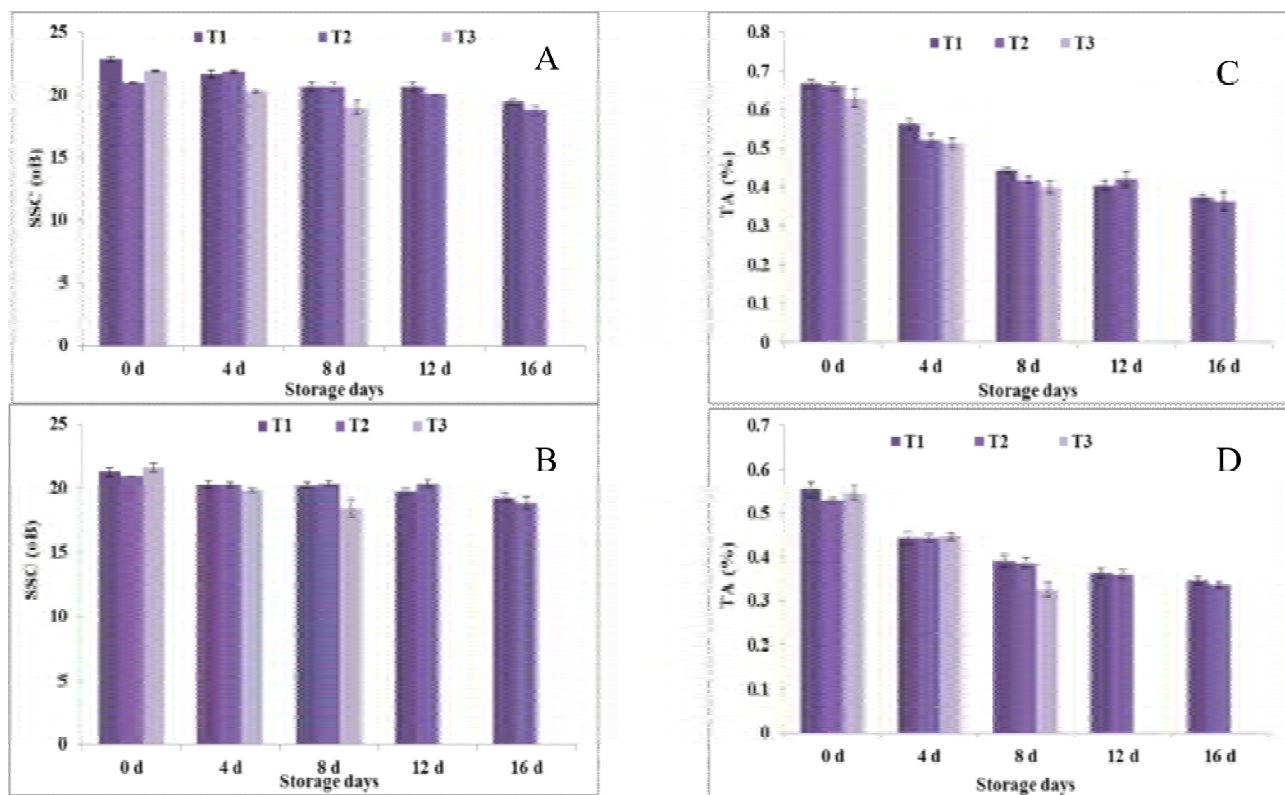 T1 T2 T3
A
25
20
15
10
5
0
SSC (oB)
0 d 4 d 8 d 12 d 16 d
Storage days
T1 T2 T3
C
0.8
0.7
0.6
0.5
0.4
0.3
0.2
0.1
0
TA (%)
0 d 4 d 8 d 12 d 16 d
Storage days
T1 T2 T3
B
25
20
15
10
5
0
SSC (oB)
0 d 4 d 8 d 12 d 16 d
Storage days
T1 T2 T3
D
0.7
0.6
0.5
0.4
0.3
0.2
0.1
0
TA (%)
0 d 4 d 8 d 12 d 16 d
Storage days